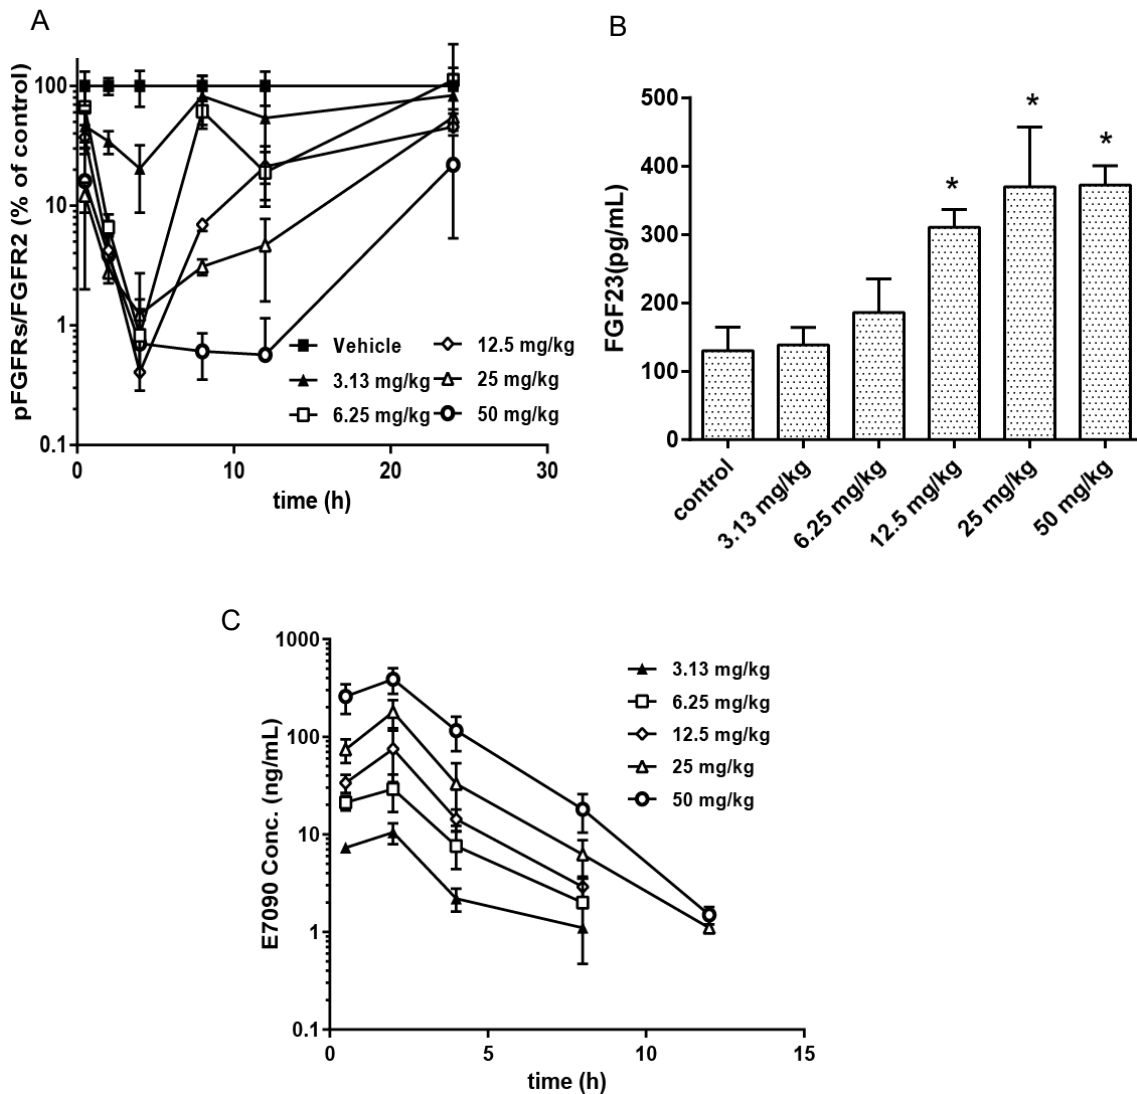 A
pFGFRs/FGFR2 (% of control)
100
10
1
0.1
0
10
20
30
time (h)
Vehicle
3.13 mg/kg
6.25 mg/kg
12.5 mg/kg
25 mg/kg
50 mg/kg
B
FGF23(pg/mL)
500
400
300
200
100
0
*
*
*
control
3.13 mg/kg
6.25 mg/kg
12.5 mg/kg
25 mg/kg
50 mg/kg
C
E7090 Conc. (ng/mL)
1000
100
10
1
0.1
0
5
10
15
time (h)
3.13 mg/kg
6.25 mg/kg
12.5 mg/kg
25 mg/kg
50 mg/kg